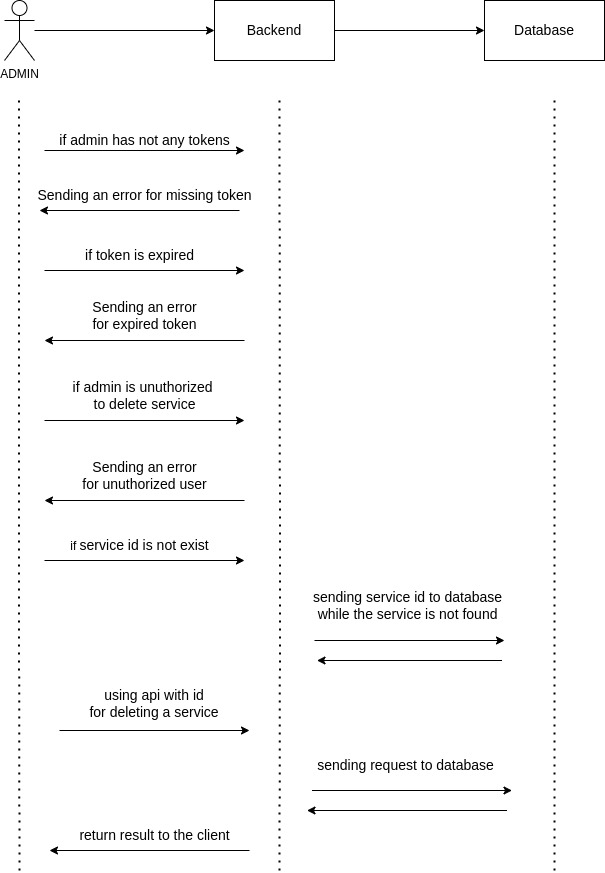 Backend
Database
ADMIN
if admin has not any tokens
Sending an error for missing token
if token is expired
Sending an error
for expired token
if admin is unuthorized
to delete service
Sending an error
for unuthorized user
if service id is not exist
sending service id to database
while the service is not found
using api with id
for deleting a service
sending request to database
return result to the client